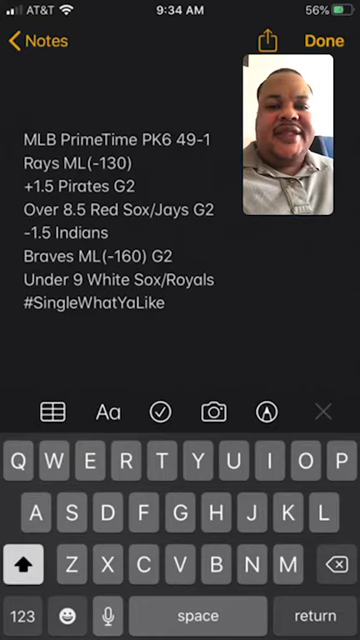 AT&T 9:34 AM 56%
Notes Done
MLB PrimeTime PK6 49-1
Rays ML(-130)
+1.5 Pirates G2
Over 8.5 Red Sox/Jays G2
-1.5 Indians
Braves ML(-160) G2
Under 9 White Sox/Royals
#SingleWhatYaLike
Aa
Q W E R T Y U I O P
A S D F G H J K L
Z X C V B N M
123 space return